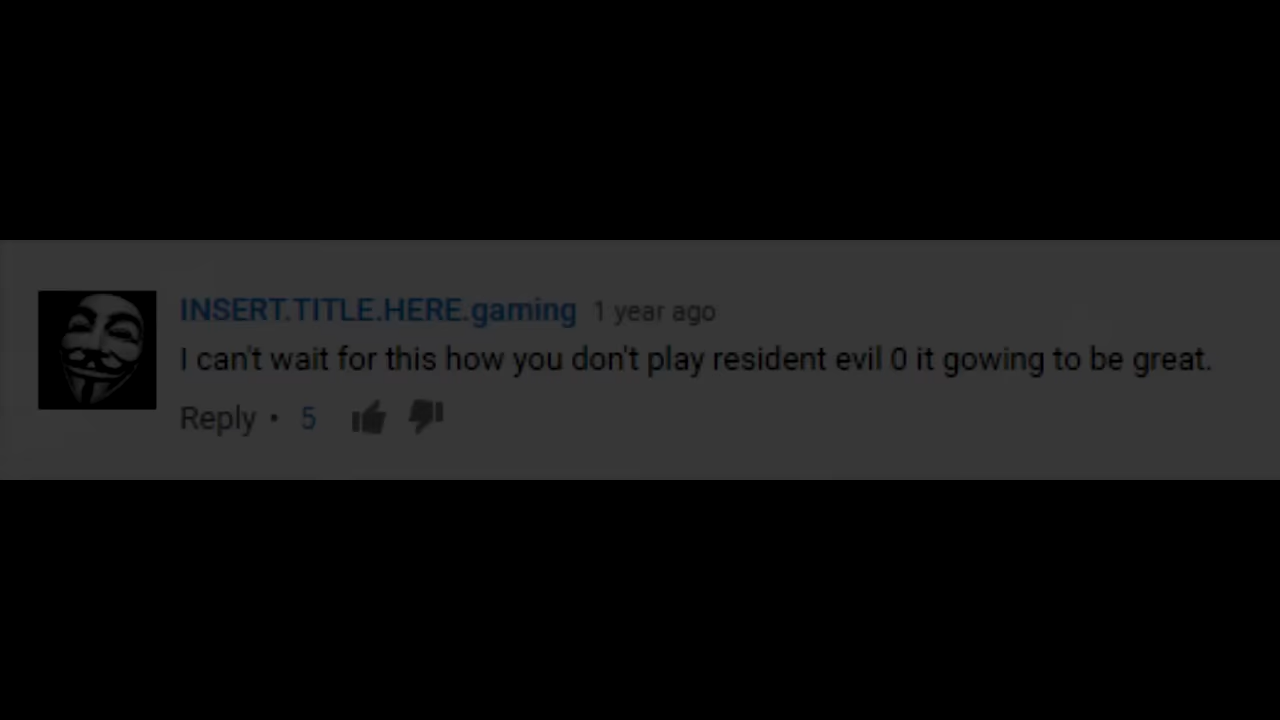 INSERT.TITLE.HERE.gaming 1 year ago
I can't wait for this how you don't play resident evil 0 it gowing to be great.
Reply • 5